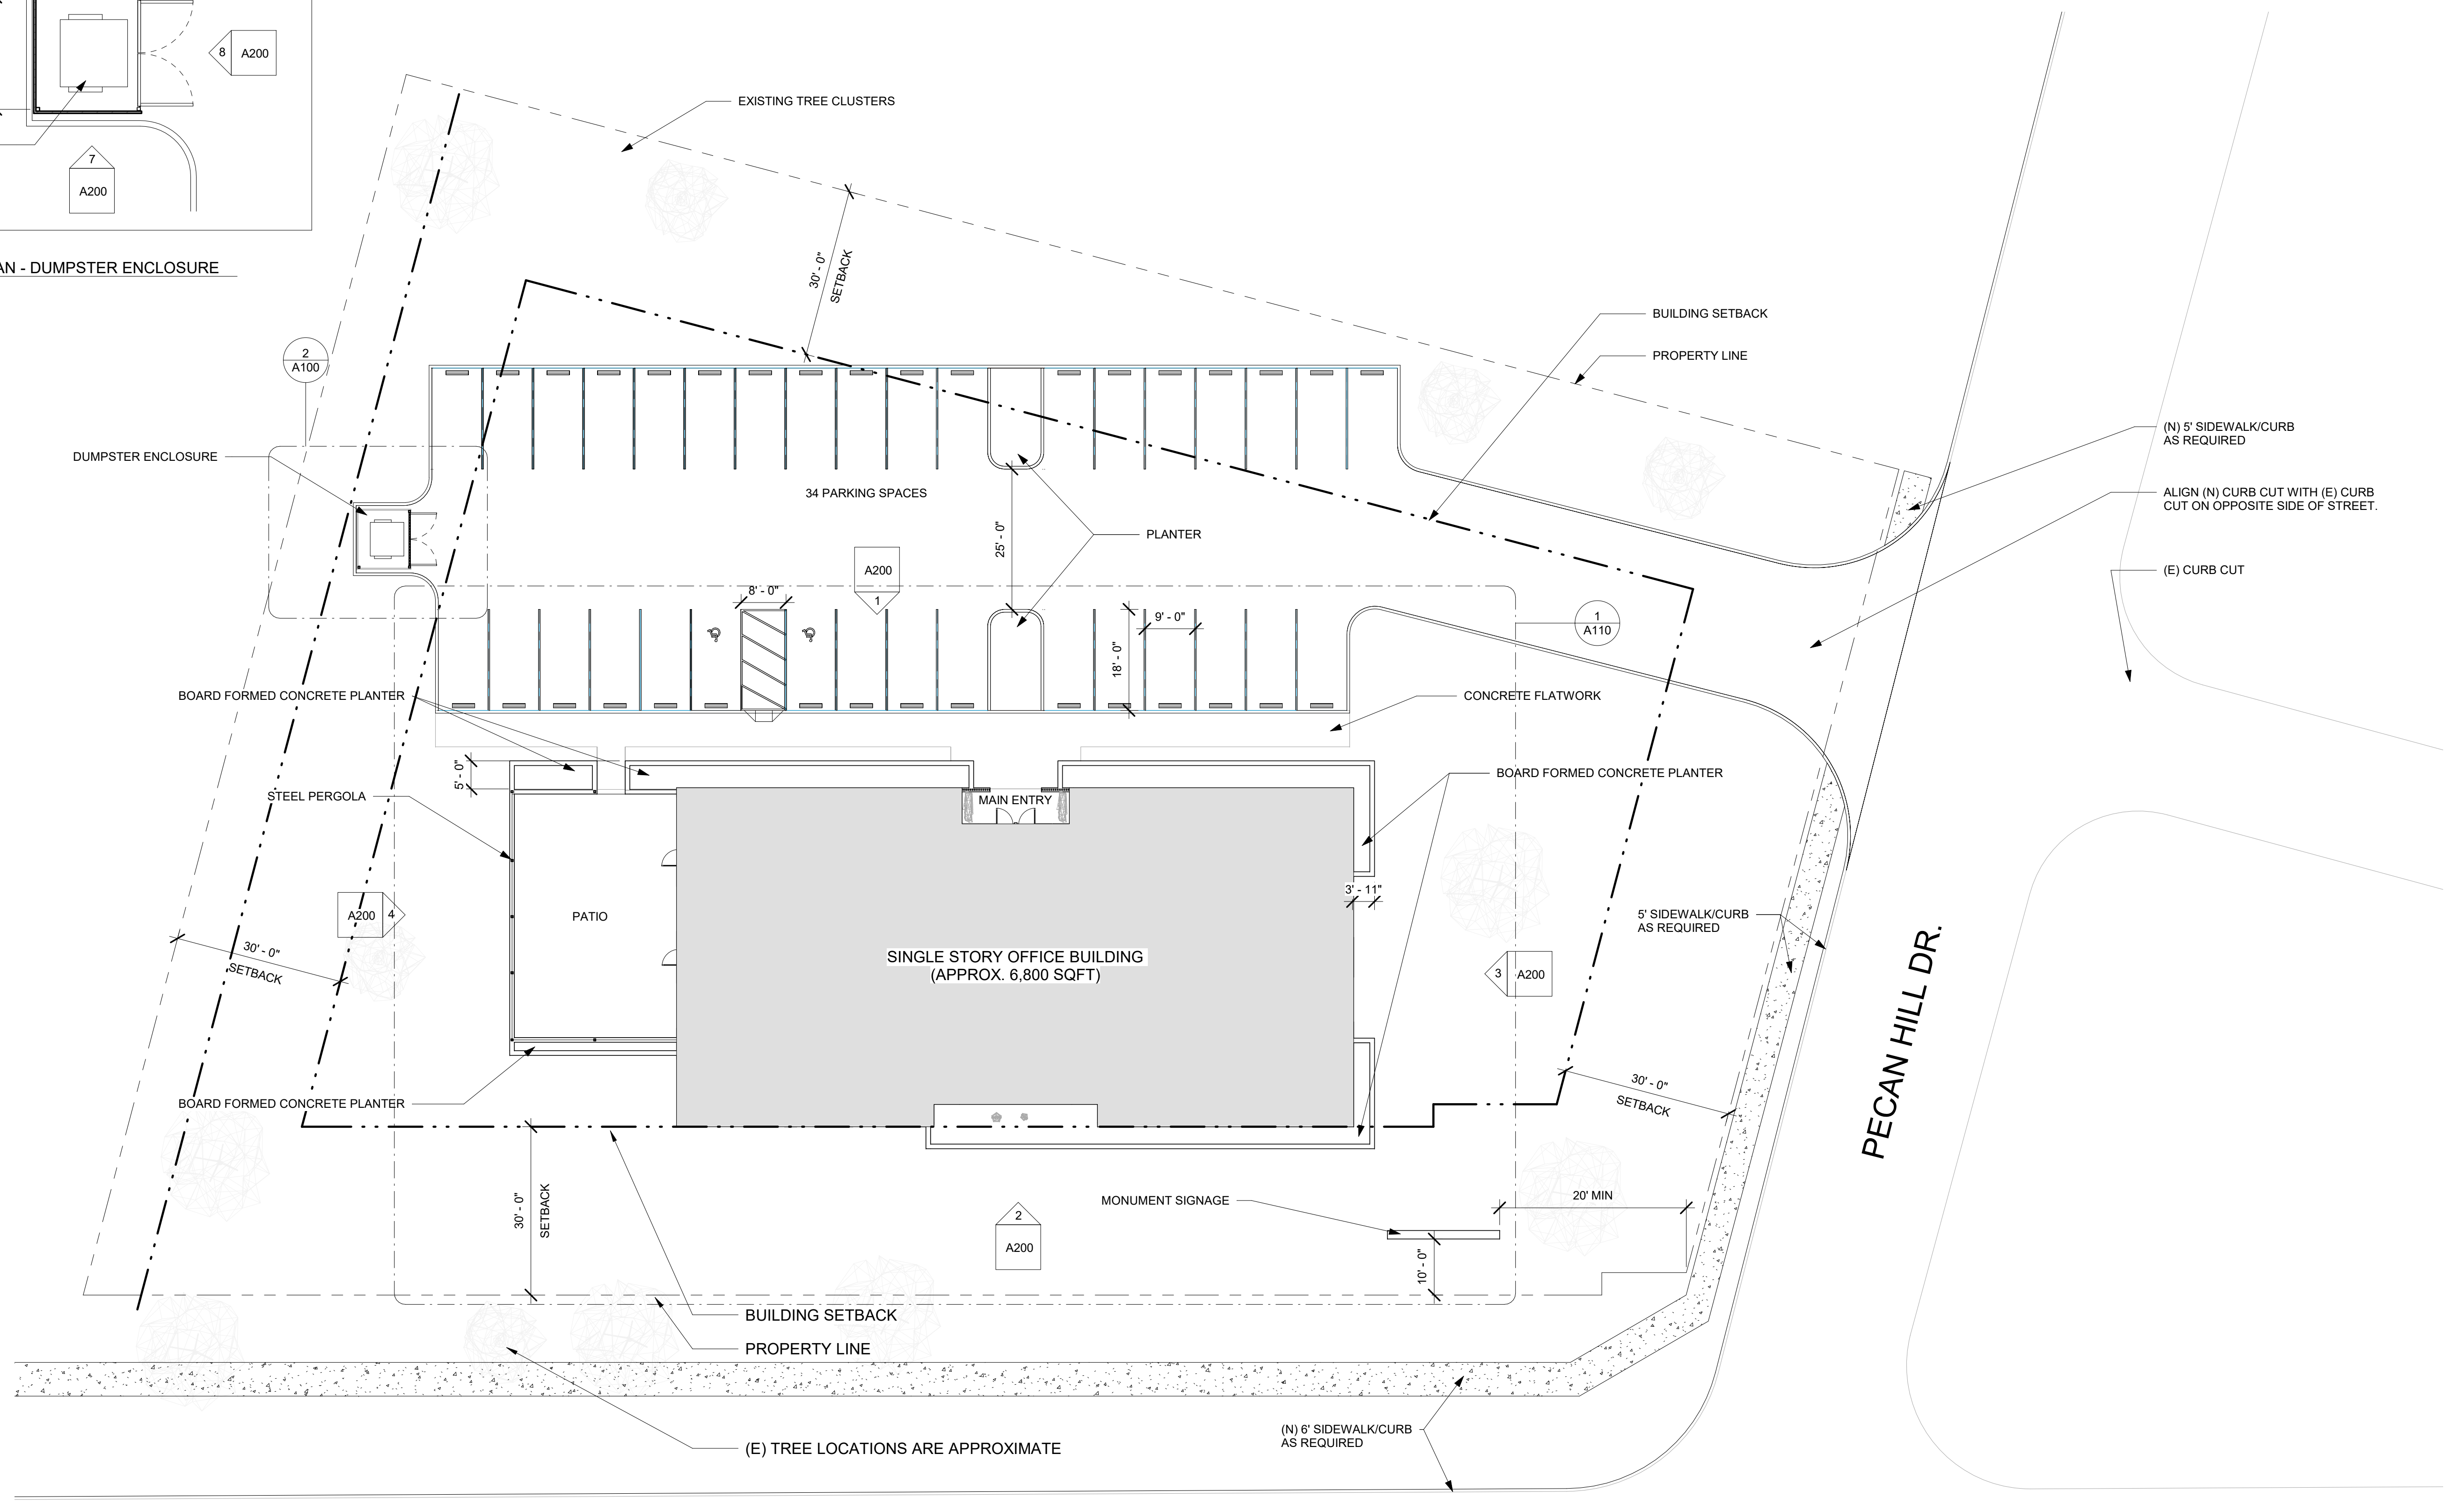 8
A200
7
A200
AN - DUMPSTER ENCLOSURE
EXISTING TREE CLUSTERS
30' - 0"
SETBACK
BUILDING SETBACK
PROPERTY LINE
2
A100
DUMPSTER ENCLOSURE
34 PARKING SPACES
25' - 0"
PLANTER
(N) 5' SIDEWALK/CURB
AS REQUIRED
ALIGN (N) CURB CUT WITH (E) CURB
CUT ON OPPOSITE SIDE OF STREET.
(E) CURB CUT
A200
1
8' - 0"
9' - 0"
18' - 0"
1
A110
BOARD FORMED CONCRETE PLANTER
CONCRETE FLATWORK
5' - 0"
STEEL PERGOLA
MAIN ENTRY
BOARD FORMED CONCRETE PLANTER
3' - 11"
A200
4
PATIO
30' - 0"
SETBACK
SINGLE STORY OFFICE BUILDING
(APPROX. 6,800 SQFT)
3
A200
5' SIDEWALK/CURB
AS REQUIRED
PECAN HILL DR.
30' - 0"
SETBACK
BOARD FORMED CONCRETE PLANTER
30' - 0"
SETBACK
2
A200
MONUMENT SIGNAGE
20' MIN
10' - 0"
BUILDING SETBACK
PROPERTY LINE
(E) TREE LOCATIONS ARE APPROXIMATE
(N) 6' SIDEWALK/CURB
AS REQUIRED